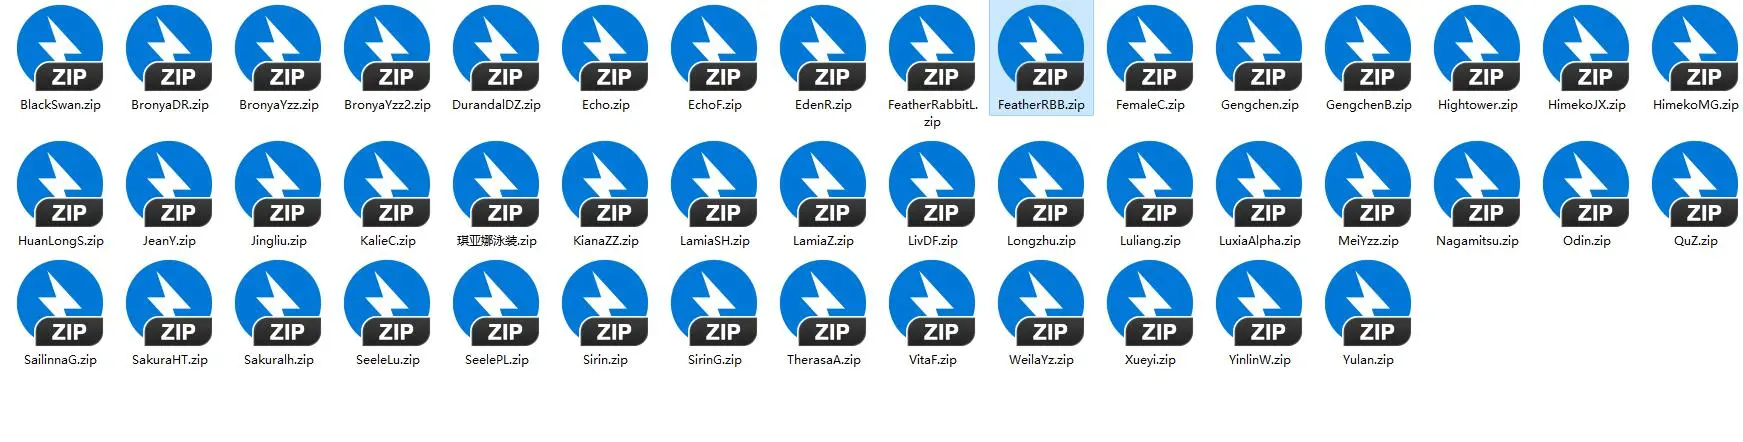 ZIP ZIP ZIP ZIP ZIP ZIP ZIP ZIP ZIP ZIP ZIP ZIP ZIP ZIP ZIP ZIP
BlackSwan.zip BronyaDR.zip BronyaYzz.zip BronyaYzz2.zip DurandalDZ.zip Echo.zip EchoF.zip EdenR.zip FeatherRabbitL. FeatherRBB.zip FemaleC.zip Gengchen.zip GengchenB.zip Hightower.zip HimekoJX.zip HimekoMG.zip
zip
ZIP ZIP ZIP ZIP ZIP ZIP ZIP ZIP ZIP ZIP ZIP ZIP ZIP ZIP ZIP ZIP
HuanLongS.zip JeanY.zip Jingliu.zip KalieC.zip 琪亚娜泳装.zip KianaZZ.zip LamiaSH.zip LamiaZ.zip LivDF.zip Longzhu.zip Luliang.zip LuxiaAlpha.zip MeiYzz.zip Nagamitsu.zip Odin.zip QuZ.zip
ZIP ZIP ZIP ZIP ZIP ZIP ZIP ZIP ZIP ZIP ZIP ZIP ZIP
SailinnaG.zip SakuraHT.zip Sakuralh.zip SeeleLu.zip SeelePL.zip Sirin.zip SirinG.zip TherasaA.zip VitaF.zip WeilaYz.zip Xueyi.zip YinlinW.zip Yulan.zip